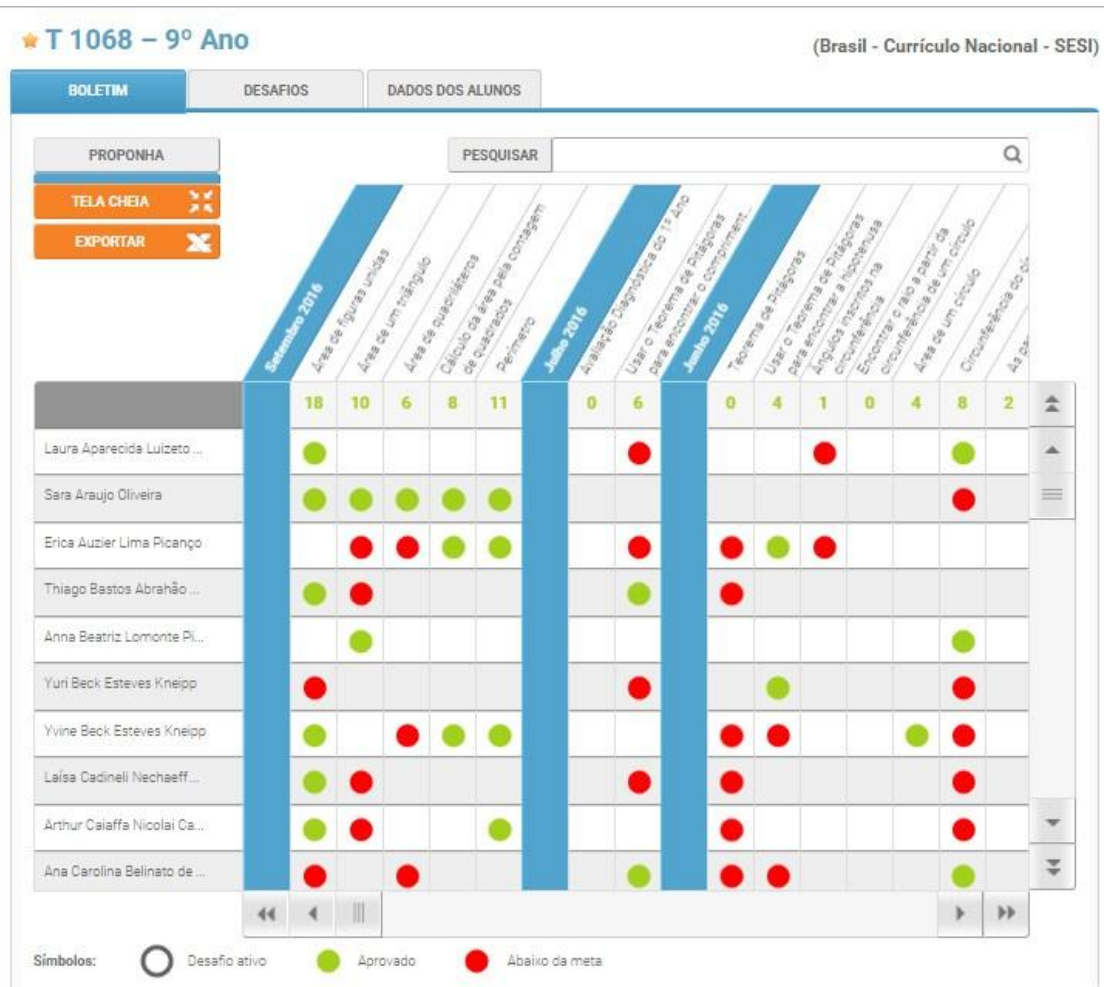 T 1068 – 9º Ano
(Brasil - Currículo Nacional - SESI)
BOLETIM
DESAFIOS
DADOS DOS ALUNOS
PROPONHA
PESQUISAR
TELA CHEIA
EXPORTAR
Setembro 2016
Área de figuras unidas
Área de um triângulo
Área de quadriláteros
Cálculo da área pela contagem
de quadrados
Perímetro
Julho 2016
Avaliação Diagnóstica do 1º Ano
Usar o Teorema de Pitágoras
para encontrar o compriment...
Junho 2016
Teorema de Pitágoras
Usar o Teorema de Pitágoras
para encontrar a hipotenusa
Ângulos inscritos na
circunferência
Encontrar o raio a partir da
circunferência de um círculo
Área de um círculo
Circunferência do
As
18 10 6 8 11 0 6 0 4 1 0 4 8 2
Laura Aparecida Luizeto ...
Sara Araujo Oliveira
Erica Auzier Lima Picanço
Thiago Bastos Abrahão ...
Anna Beatriz Lomonte Pi...
Yuri Beck Esteves Kneipp
Yvine Beck Esteves Kneipp
Laísa Cadineli Nechaeff...
Arthur Caiaffa Nicolai Ca...
Ana Carolina Belinato de ...
Símbolos:
Desafio ativo
Aprovado
Abaixo da meta